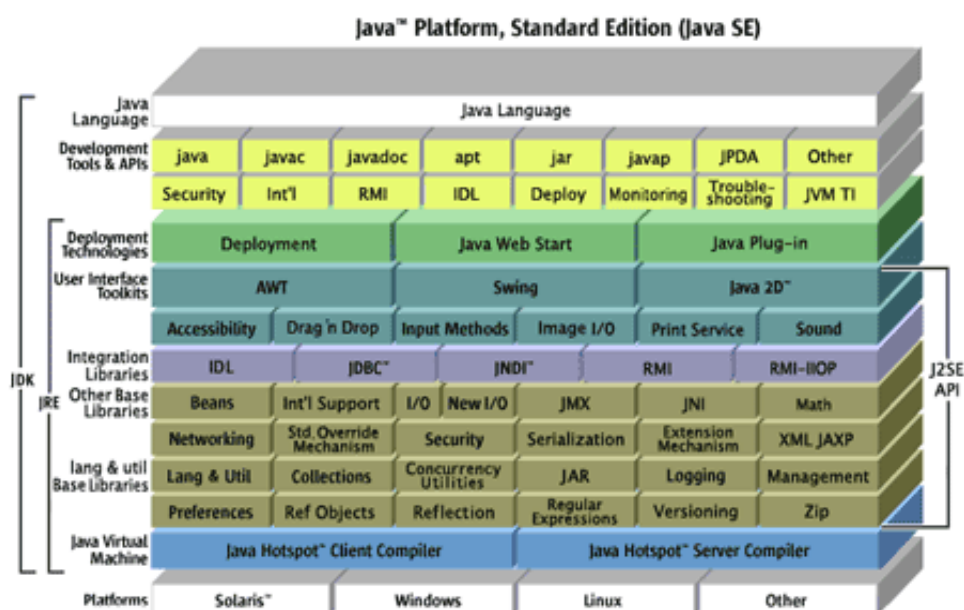 Java™ Platform, Standard Edition (Java SE)
Java Language
Java Language
Development Tools & APIs
java javac javadoc apt jar javap JPDA Other
Security Int'l RMI IDL Deploy Monitoring Trouble-shooting JVM TI
Deployment Technologies
Deployment Java Web Start Java Plug-in
User Interface Toolkits
AWT Swing Java 2D™
Accessibility Drag'n Drop Input Methods Image I/O Print Service Sound
Integration Libraries
IDL JDBC™ JNDI™ RMI RMI-IIOP
JDK
JRE
J2SE API
Other Base Libraries
Beans Int'l Support I/O New I/O JMX JNI Math
Networking Std. Override Mechanism Security Serialization Extension Mechanism XML JAXP
lang & util Base Libraries
Lang & Util Collections Concurrency Utilities JAR Logging Management
Preferences Ref Objects Reflection Regular Expressions Versioning Zip
Java Virtual Machine
Java Hotspot™ Client Compiler Java Hotspot™ Server Compiler
Platforms Solaris™ Windows Linux Other